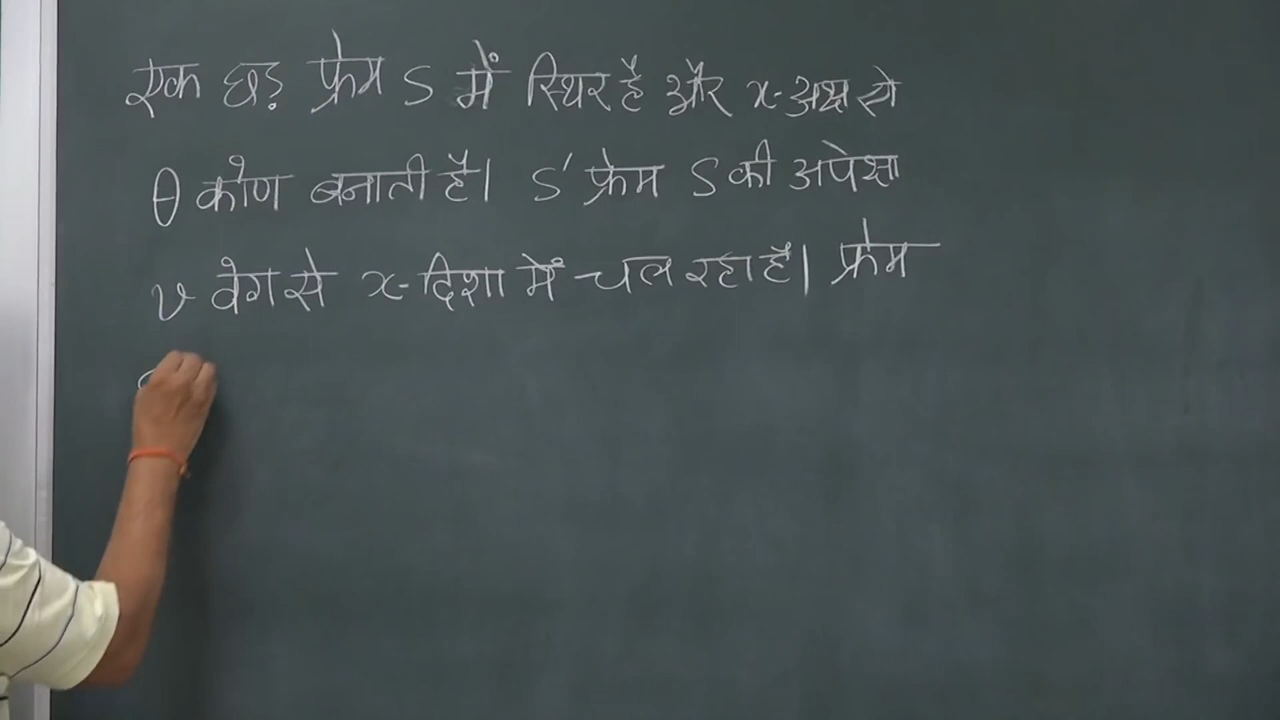 एक छड़ फ्रेम S में स्थिर है और x-अक्ष से
θ कोण बनाती है। S' फ्रेम S की अपेक्षा
v वेग से x-दिशा में चल रहा है। फ्रेम